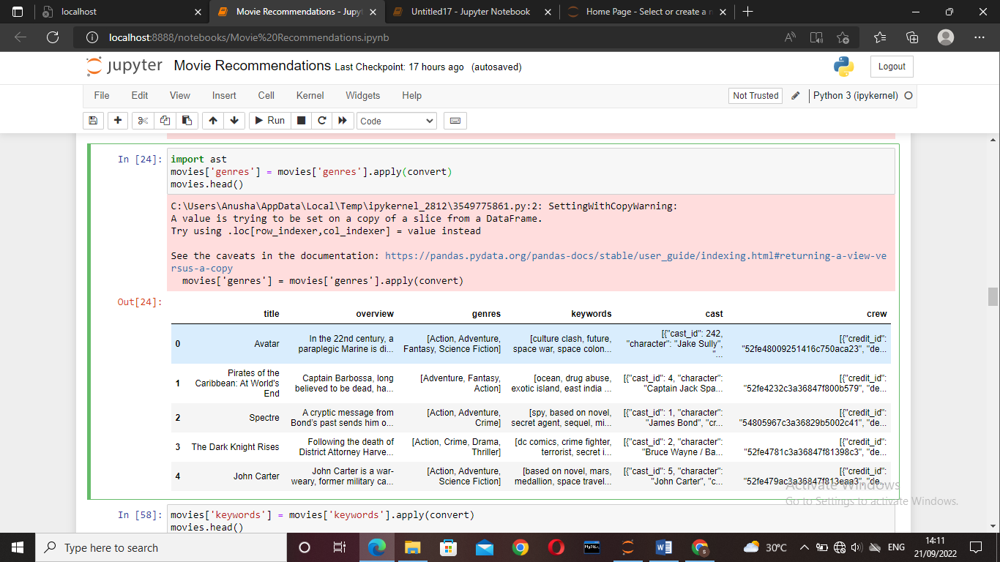 localhost
Movie Recommendations - Jupyt
Untitled17 - Jupyter Notebook
Home Page - Select or create a n
localhost:8888/notebooks/Movie%20Recommendations.ipynb
jupyter Movie Recommendations Last Checkpoint: 17 hours ago (autosaved)
Logout
File Edit View Insert Cell Kernel Widgets Help
Not Trusted
Python 3 (ipykernel)
Run
Code
In [24]: import ast
movies['genres'] = movies['genres'].apply(convert)
movies.head()
C:\Users\Anusha\AppData\Local\Temp\ipykernel_2812\3549775861.py:2: SettingWithCopyWarning:
A value is trying to be set on a copy of a slice from a DataFrame.
Try using .loc[row_indexer,col_indexer] = value instead
See the caveats in the documentation: https://pandas.pydata.org/pandas-docs/stable/user_guide/indexing.html#returning-a-view-ve
rsus-a-copy
movies['genres'] = movies['genres'].apply(convert)
Out[24]:
title overview genres keywords cast crew
0 Avatar In the 22nd century, a paraplegic Marine is di... [Action, Adventure, Fantasy, Science Fiction] [culture clash, future, space war, space colon... [{"cast_id": 242, "character": "Jake Sully", "... [{"credit_id": "52fe48009251416c750aca23", "de...
1 Pirates of the Caribbean: At World's End Captain Barbossa, long believed to be dead, ha... [Adventure, Fantasy, Action] [ocean, drug abuse, exotic island, east india ... [{"cast_id": 4, "character": "Captain Jack Spa... [{"credit_id": "52fe4232c3a36847f800b579", "de...
2 Spectre A cryptic message from Bond's past sends him o... [Action, Adventure, Crime] [spy, based on novel, secret agent, sequel, mi... [{"cast_id": 1, "character": "James Bond", "cr... [{"credit_id": "54805967c3a36829b5002c41", "de...
3 The Dark Knight Rises Following the death of District Attorney Harve... [Action, Crime, Drama, Thriller] [dc comics, crime fighter, terrorist, secret i... [{"cast_id": 2, "character": "Bruce Wayne / Ba... [{"credit_id": "52fe4781c3a36847f81398c3", "de...
4 John Carter John Carter is a war-weary, former military ca... [Action, Adventure, Science Fiction] [based on novel, mars, medallion, space travel... [{"cast_id": 5, "character": "John Carter", "c... [{"credit_id": "52fe479ac3a36847f813eaa3", "de...
Activate Windows
Go to Settings to activate Windows.
In [58]: movies['keywords'] = movies['keywords'].apply(convert)
movies.head()
Type here to search
MySQL
30°C
ENG
14:11
21/09/2022